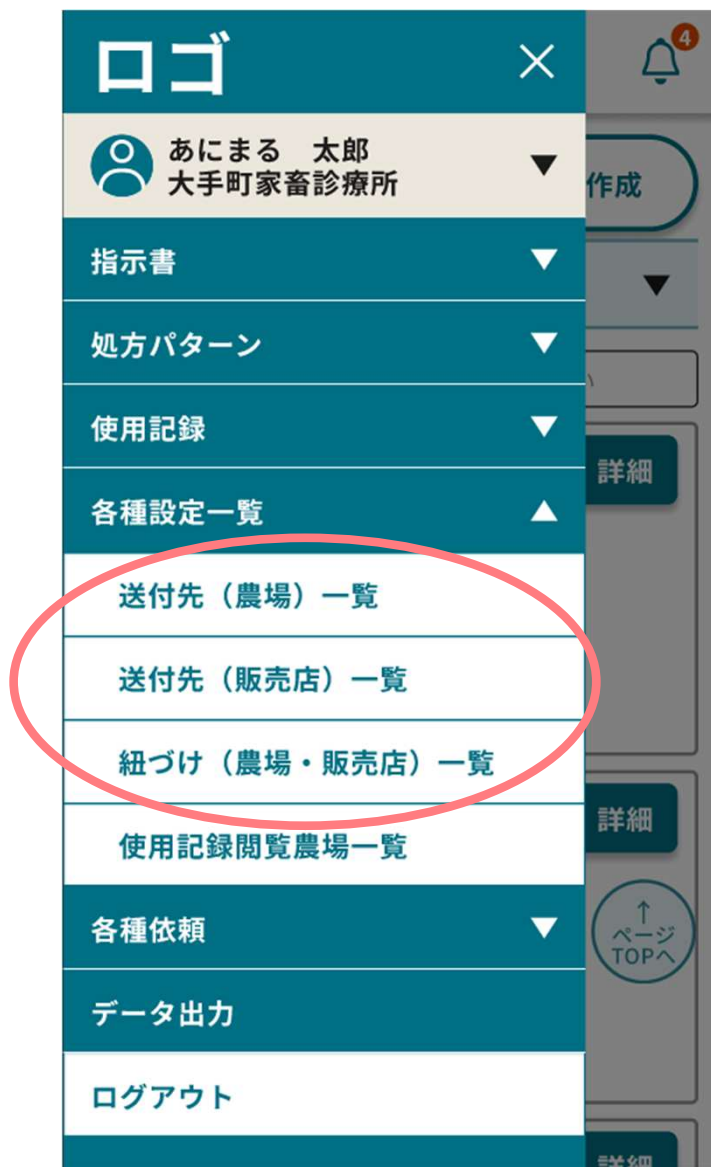 ロゴ
4
あにまる　太郎
大手町家畜診療所
作成
指示書
処方パターン
使用記録
詳細
各種設定一覧
送付先（農場）一覧
送付先（販売店）一覧
紐づけ（農場・販売店）一覧
詳細
使用記録閲覧農場一覧
各種依頼
↑
ページ
TOPへ
データ出力
ログアウト
詳細